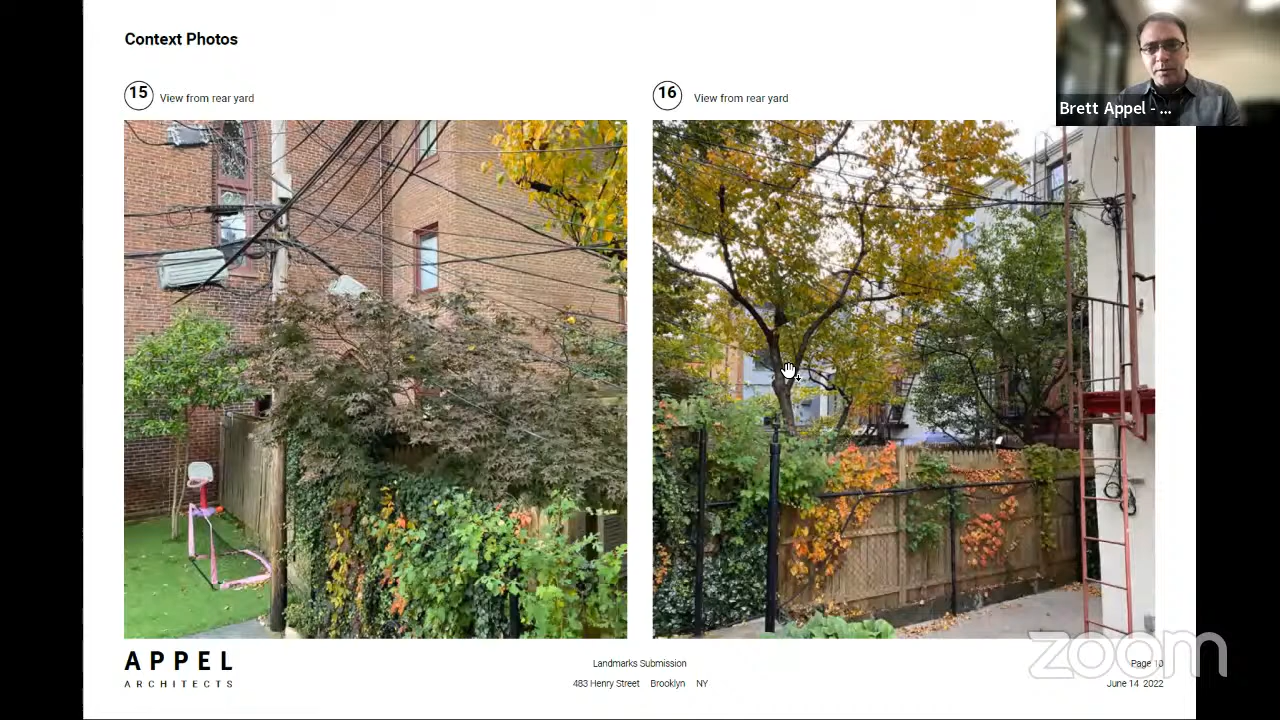 Context Photos
15 View from rear yard
16 View from rear yard
Brett Appel - ...
APPEL
ARCHITECTS
Landmarks Submission
483 Henry Street Brooklyn NY
zoom
Page 10
June 14 2022